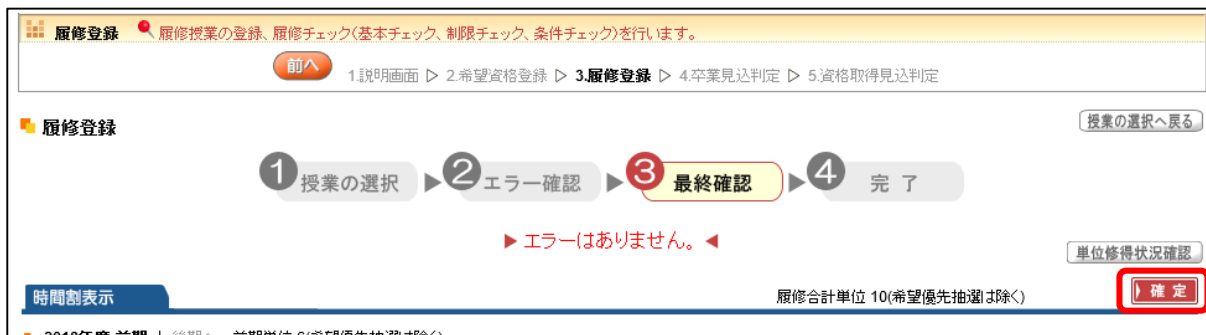 履修登録 履修授業の登録、履修チェック(基本チェック、制限チェック、条件チェック)を行います。
前へ 1.説明画面 ▷ 2.希望資格登録 ▷ 3.履修登録 ▷ 4.卒業見込判定 ▷ 5.資格取得見込判定
履修登録 授業の選択へ戻る
1 授業の選択 ▶ 2 エラー確認 ▶ 3 最終確認 ▶ 4 完了
▶ エラーはありません。 ◀
単位修得状況確認
時間割表示 履修合計単位 10(希望優先抽選は除く) 確定